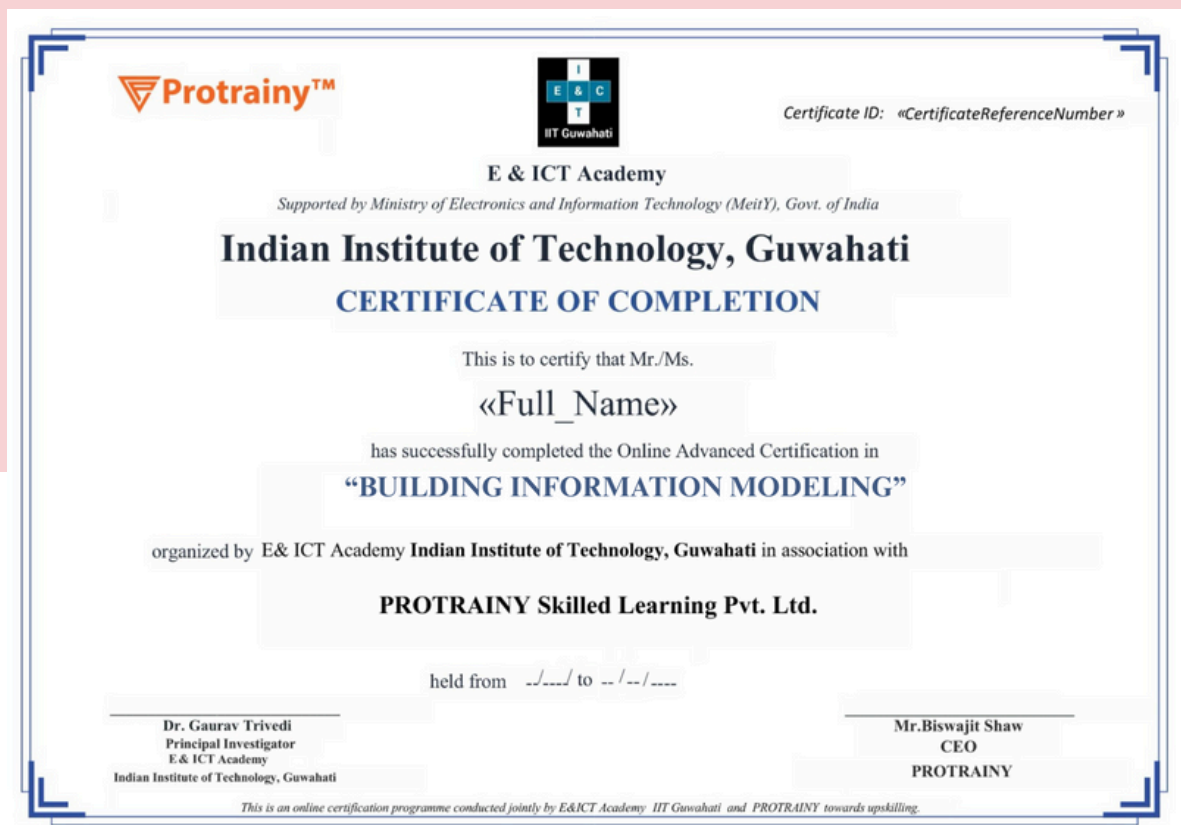 Protrainy™
I
E & C
T
IIT Guwahati
Certificate ID: «CertificateReferenceNumber»
E & ICT Academy
Supported by Ministry of Electronics and Information Technology (MeitY), Govt. of India
Indian Institute of Technology, Guwahati
CERTIFICATE OF COMPLETION
This is to certify that Mr./Ms.
«Full_Name»
has successfully completed the Online Advanced Certification in
“BUILDING INFORMATION MODELING”
organized by E& ICT Academy Indian Institute of Technology, Guwahati in association with
PROTRAINY Skilled Learning Pvt. Ltd.
held from --/----/ to -- /--/----
Dr. Gaurav Trivedi
Principal Investigator
E & ICT Academy
Indian Institute of Technology, Guwahati
Mr.Biswajit Shaw
CEO
PROTRAINY
This is an online certification programme conducted jointly by E&ICT Academy IIT Guwahati and PROTRAINY towards upskilling.